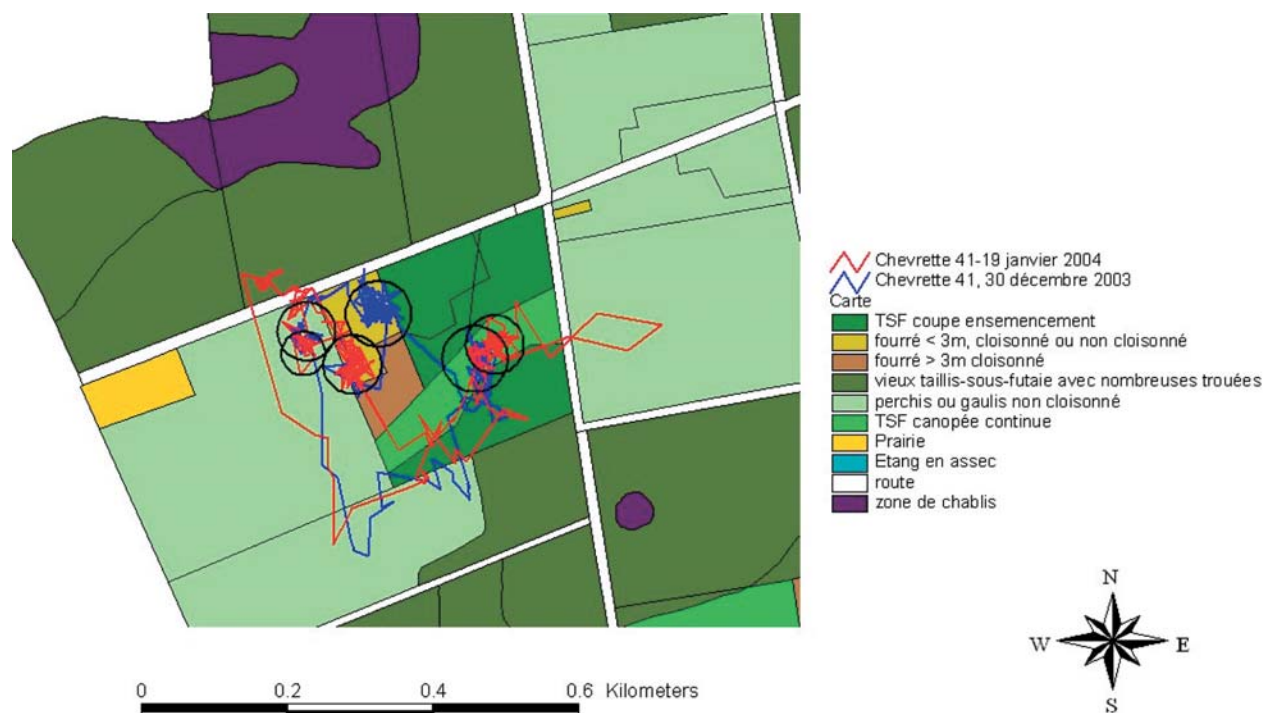 Chevrette 41-19 janvier 2004
Chevrette 41, 30 décembre 2003
Carte
TSF coupe ensemencement
fourré < 3m, cloisonné ou non cloisonné
fourré > 3m cloisonné
vieux taillis-sous-futaie avec nombreuses trouées
perchis ou gaulis non cloisonné
TSF canopée continue
Prairie
Etang en assec
route
zone de chablis
N
W
E
S
0
0.2
0.4
0.6
Kilometers